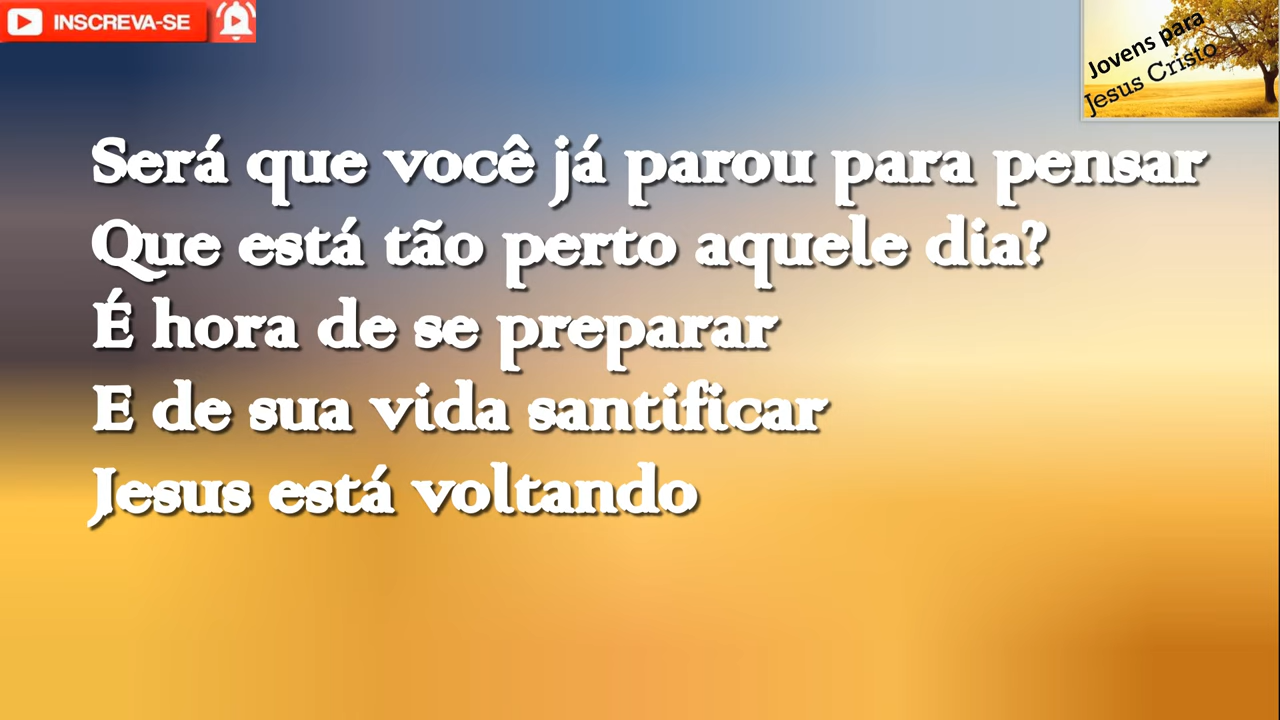 INSCREVA-SE
Jovens para
Jesus Cristo
Será que você já parou para pensar
Que está tão perto aquele dia?
É hora de se preparar
E de sua vida santificar
Jesus está voltando